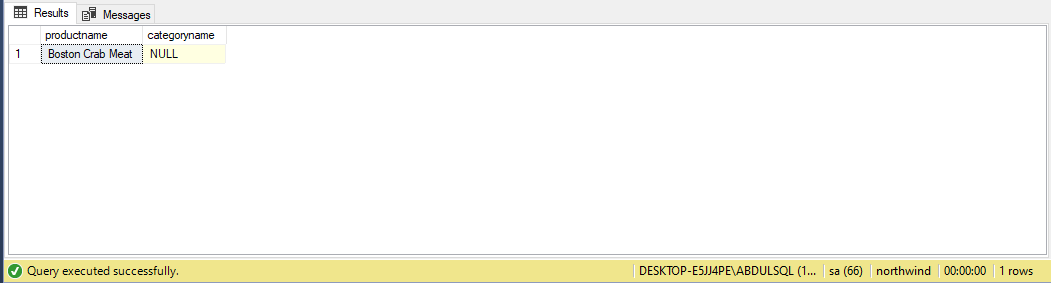 Results Messages
productname categoryname
1 Boston Crab Meat NULL
Query executed successfully. DESKTOP-E5JJ4PE\ABDULSQL (1... sa (66) northwind 00:00:00 1 rows